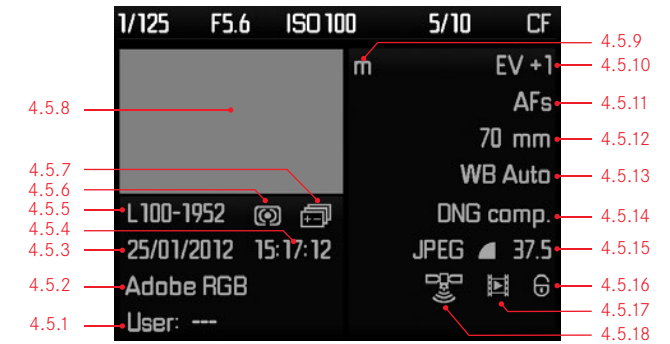 1/125 F5.6 ISO 100 5/10 CF
4.5.9
m EV +1 4.5.10
AFs 4.5.11
4.5.8
70 mm 4.5.12
4.5.7
WB Auto 4.5.13
4.5.6
4.5.5 L100-1952 DNG comp. 4.5.14
4.5.4
4.5.3 25/01/2012 15:17:12 JPEG 37.5 4.5.15
4.5.2 Adobe RGB 4.5.16
4.5.17
4.5.1 User: ---
4.5.18